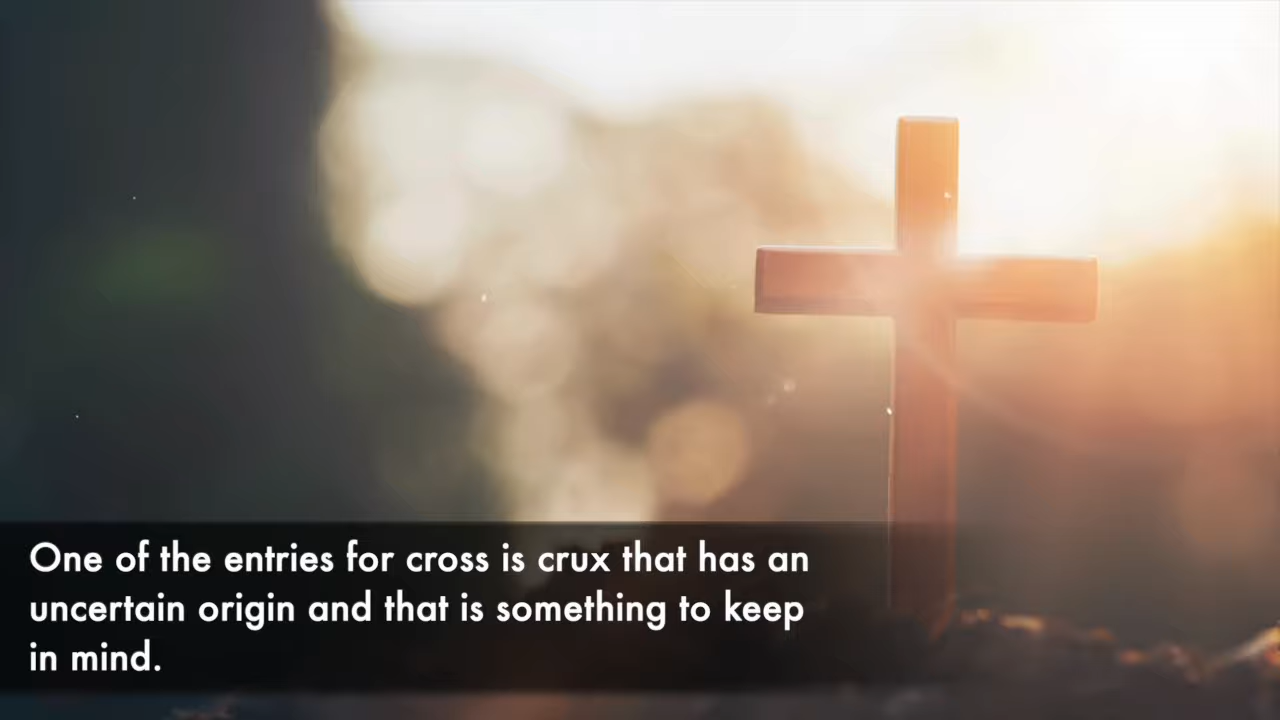 One of the entries for cross is crux that has an
uncertain origin and that is something to keep
in mind.